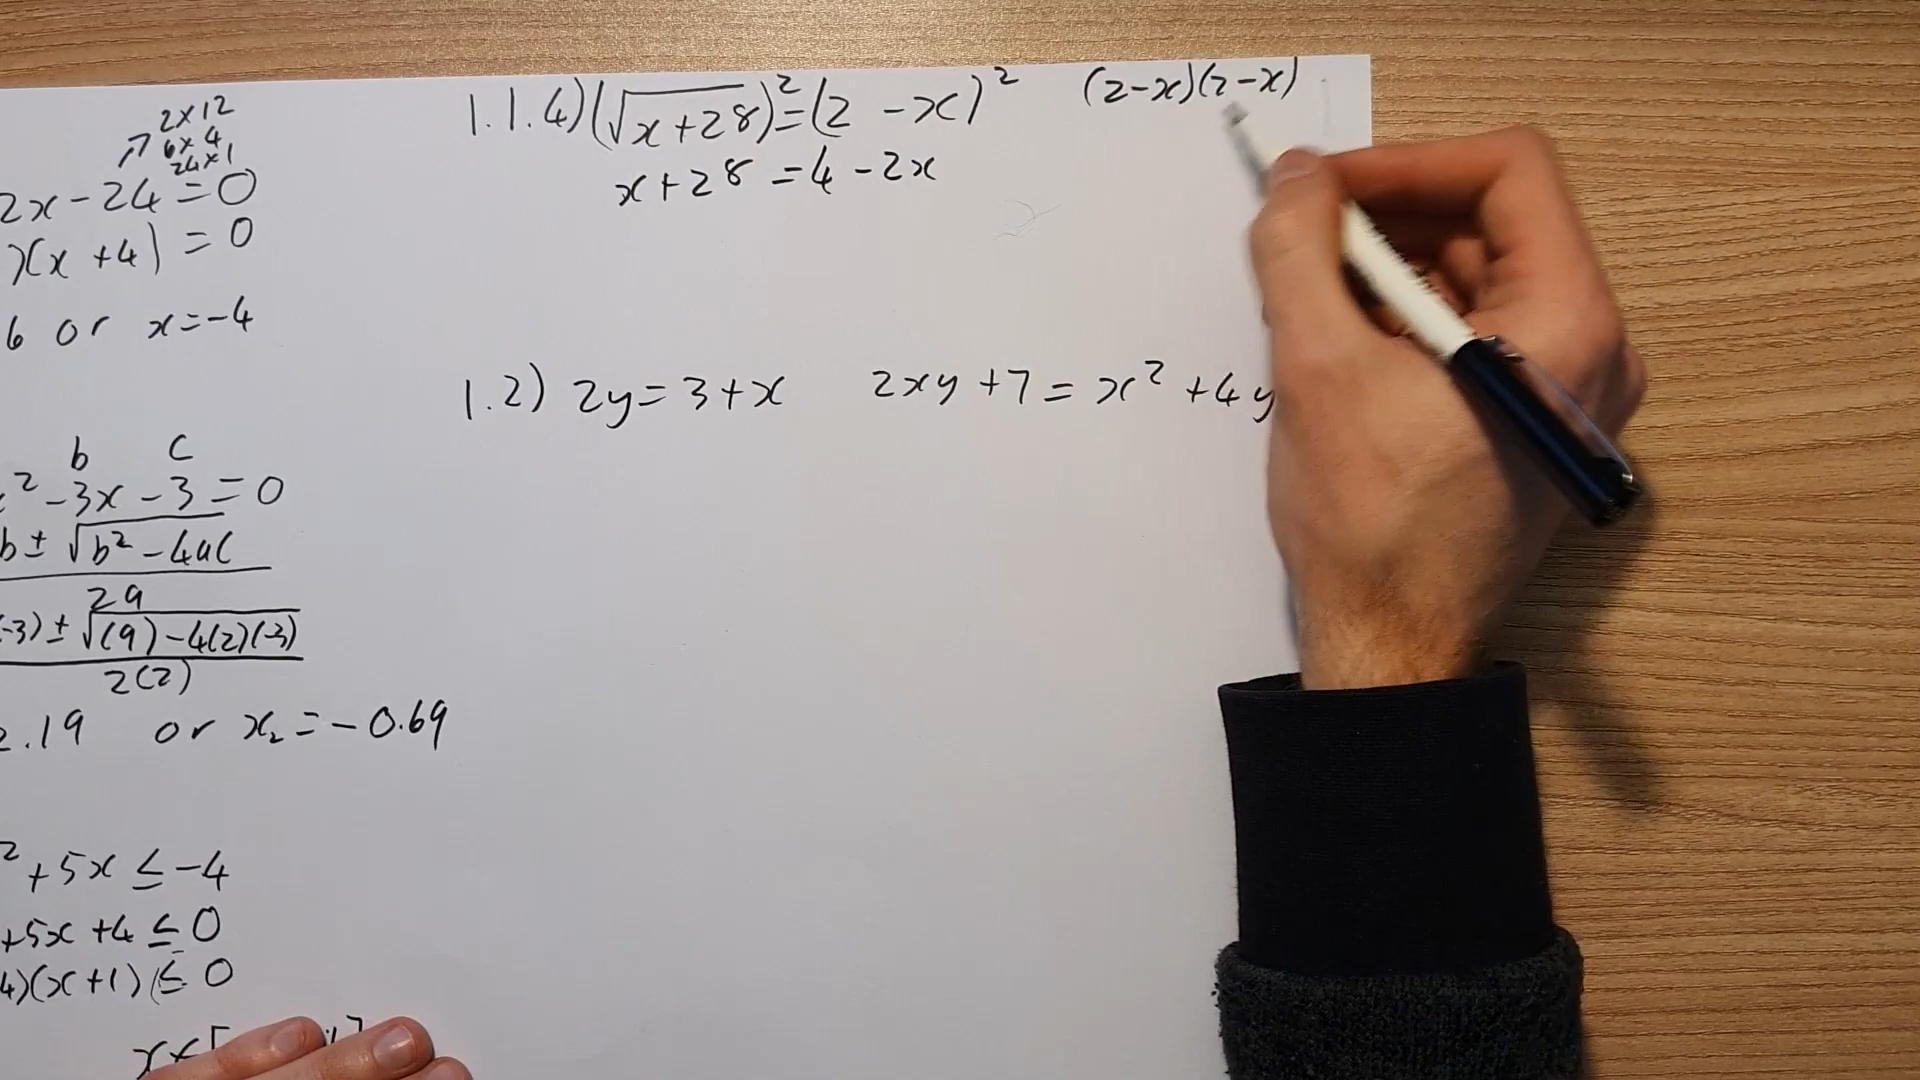 2×12
6×4
24×1
2x-24=0
)(x+4)=0
6 or x=-4
b c
²-3x-3=0
b±√b²-4ac
2a
-3)±√(9)-4(2)(-3)
2(2)
2.19 or x₂=-0.69
²+5x≤-4
+5x+4≤0
4)(x+1)≤0
1.1.4)(√x+28)²=(2-x)² (2-x)(2-x)
x+28=4-2x
1.2) 2y=3+x 2xy+7=x²+4y